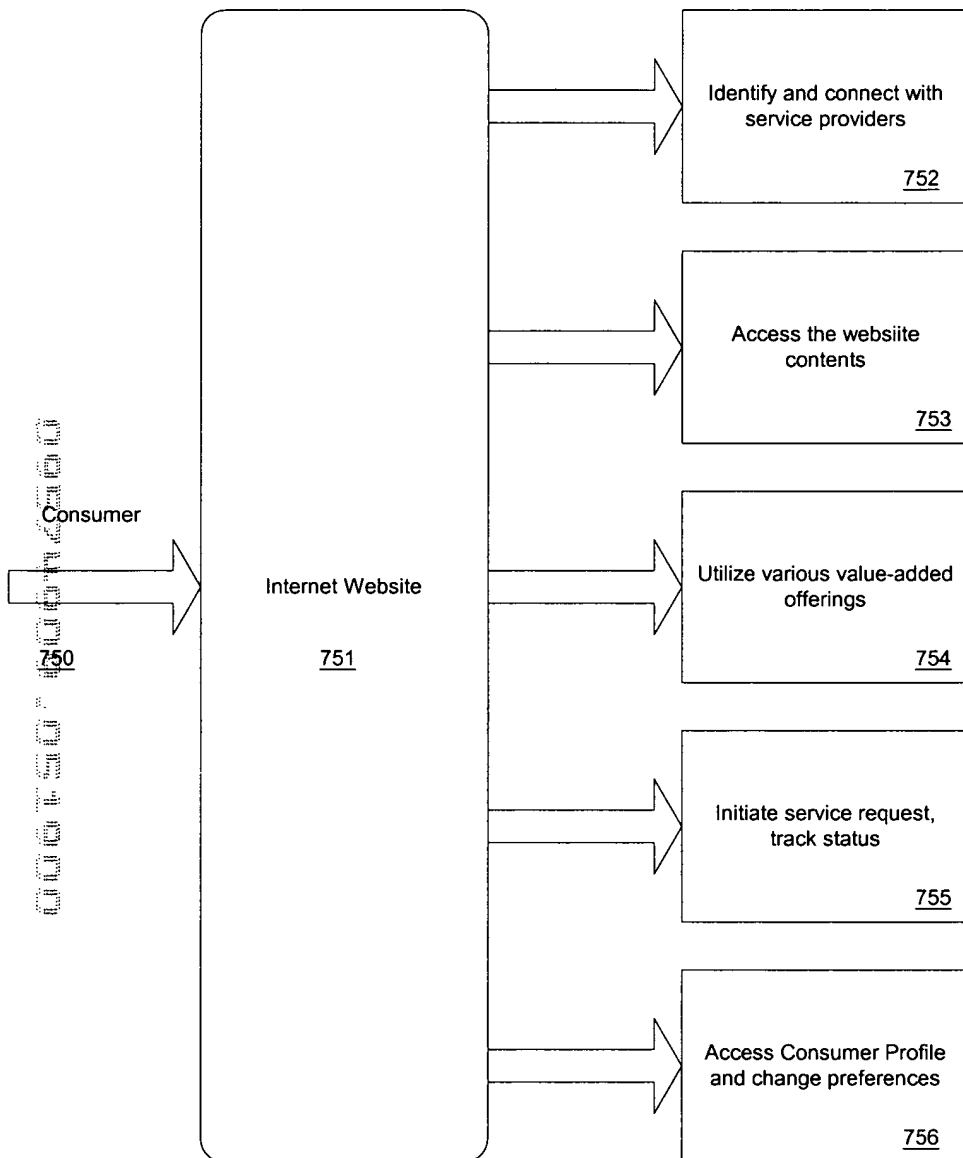 Identify and connect with
service providers
752
Access the websiite
contents
753
Consumer
750
Internet Website
751
Utilize various value-added
offerings
754
Initiate service request,
track status
755
Access Consumer Profile
and change preferences
756